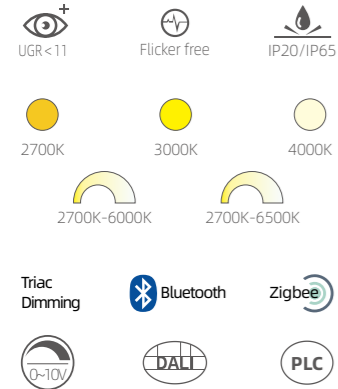 +
UGR<11 Flicker free IP20/IP65
2700K 3000K 4000K
2700K-6000K 2700K-6500K
Triac
Dimming
Bluetooth Zigbee
0~10V DALI PLC